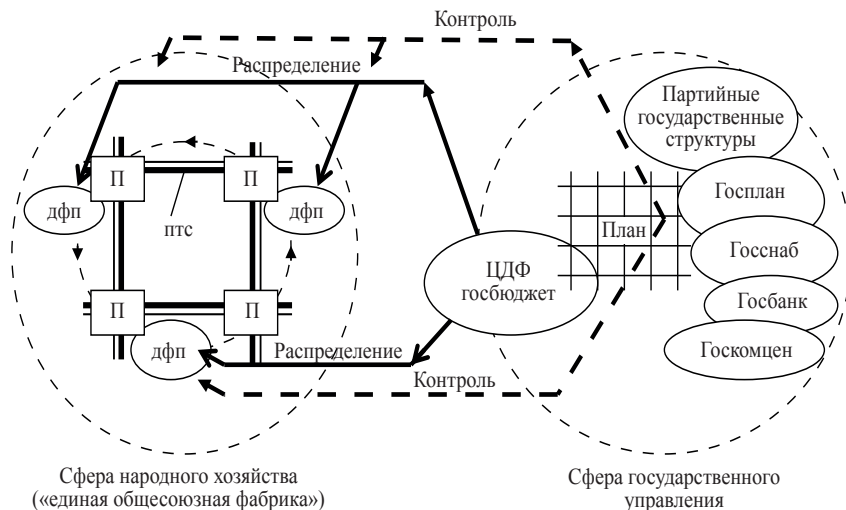 Контроль
Распределение
Партийные
государственные
структуры
П
П
Госплан
дфп
дфп
птс
План
Госснаб
ЦДФ
госбюджет
П
П
Госбанк
дфп
Распределение
Госкомцен
Контроль
Сфера народного хозяйства
(«единая общесоюзная фабрика»)
Сфера государственного
управления